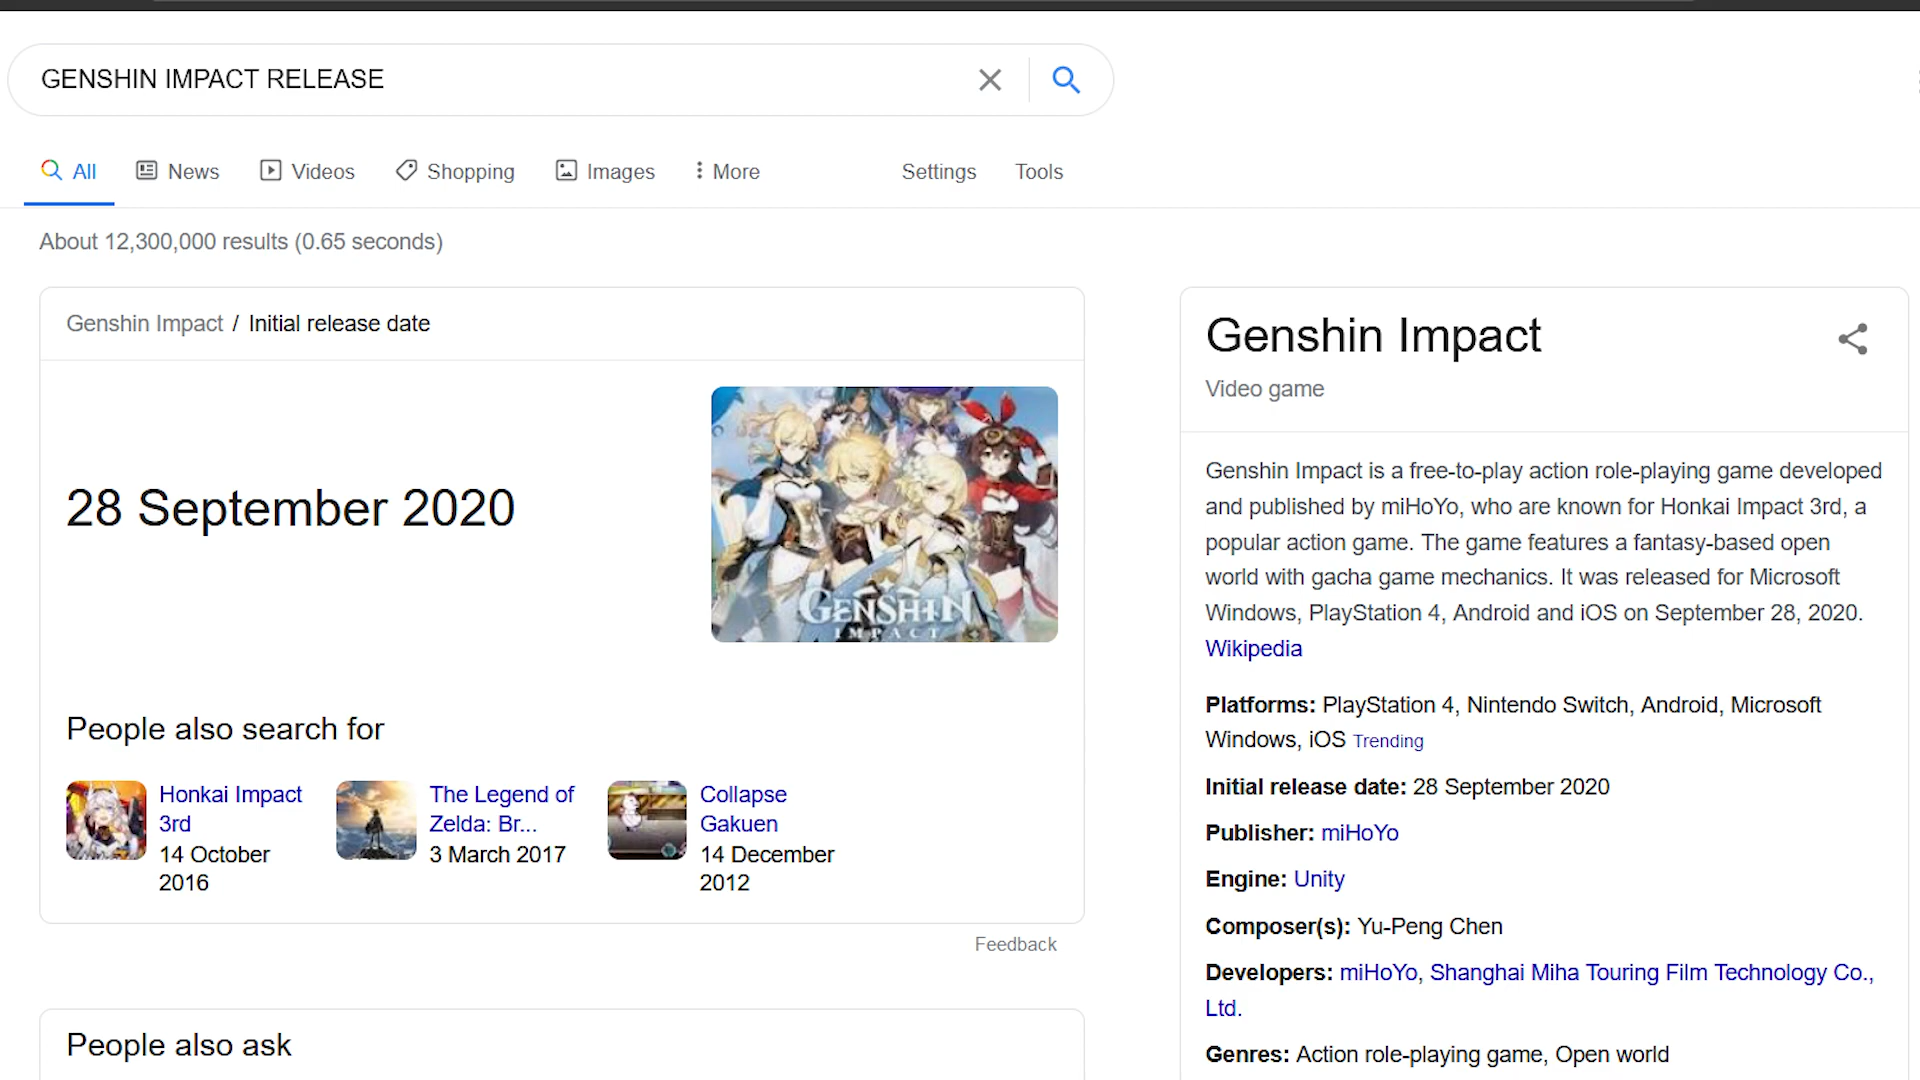 GENSHIN IMPACT RELEASE
All News Videos Shopping Images More Settings Tools
About 12,300,000 results (0.65 seconds)
Genshin Impact / Initial release date
28 September 2020
GENSHIN
IMPACT
People also search for
Honkai Impact
3rd
14 October
2016
The Legend of
Zelda: Br...
3 March 2017
Collapse
Gakuen
14 December
2012
Feedback
People also ask
Genshin Impact
Video game
Genshin Impact is a free-to-play action role-playing game developed
and published by miHoYo, who are known for Honkai Impact 3rd, a
popular action game. The game features a fantasy-based open
world with gacha game mechanics. It was released for Microsoft
Windows, PlayStation 4, Android and iOS on September 28, 2020.
Wikipedia
Platforms: PlayStation 4, Nintendo Switch, Android, Microsoft
Windows, iOS Trending
Initial release date: 28 September 2020
Publisher: miHoYo
Engine: Unity
Composer(s): Yu-Peng Chen
Developers: miHoYo, Shanghai Miha Touring Film Technology Co.,
Ltd.
Genres: Action role-playing game, Open world